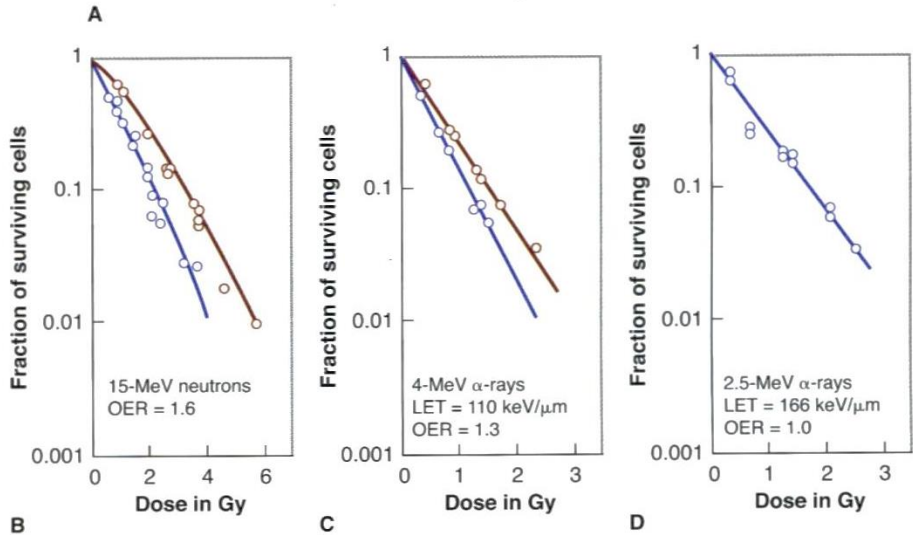 A
1
0.1
0.01
0.001
Fraction of surviving cells
15-MeV neutrons
OER = 1.6
0 2 4 6
Dose in Gy
B
1
0.1
0.01
0.001
Fraction of surviving cells
4-MeV α-rays
LET = 110 keV/μm
OER = 1.3
0 1 2 3
Dose in Gy
C
1
0.1
0.01
0.001
Fraction of surviving cells
2.5-MeV α-rays
LET = 166 keV/μm
OER = 1.0
0 1 2 3
Dose in Gy
D